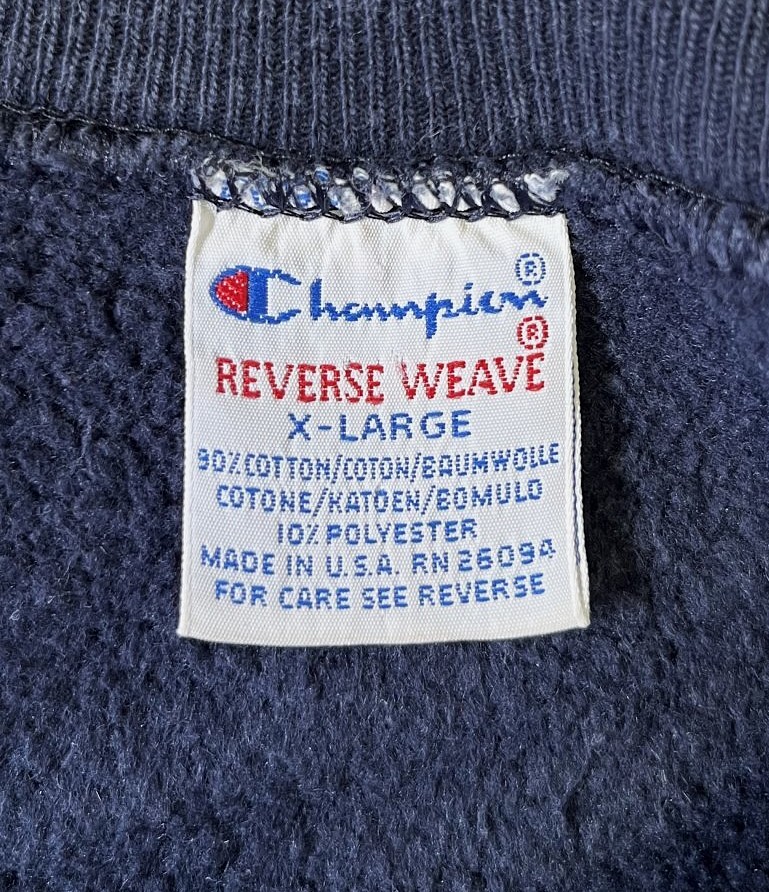 Champion®
REVERSE WEAVE®
X-LARGE
90% COTTON/COTON/BAUMWOLLE
COTONE/KATOEN/BOMULD
10% POLYESTER
MADE IN U.S.A. RN 26094
FOR CARE SEE REVERSE